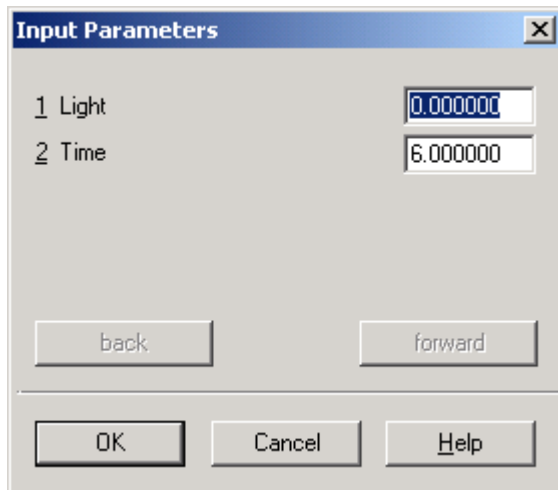 Input Parameters
1 Light 0.000000
2 Time 6.000000
back forward
OK Cancel Help